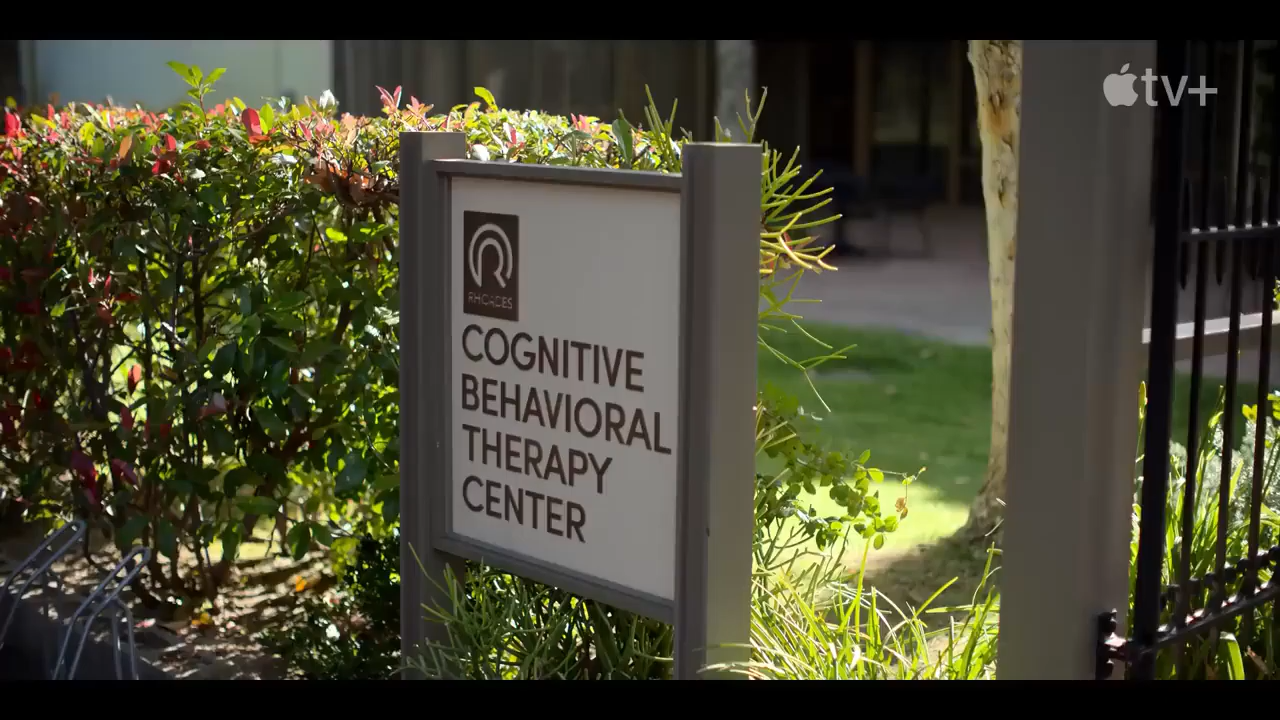 tv+
RHOADES
COGNITIVE
BEHAVIORAL
THERAPY
CENTER